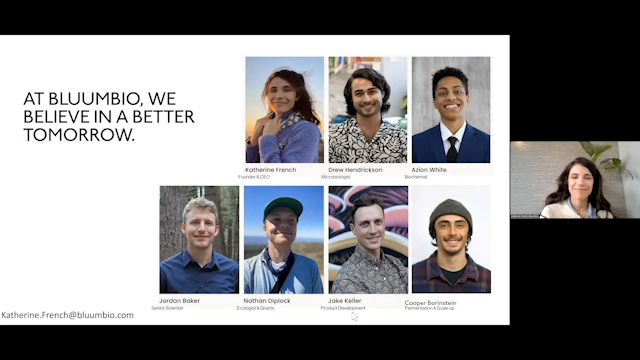 AT BLUUMBIO, WE
BELIEVE IN A BETTER
TOMORROW.
Katherine French
Founder & CEO
Drew Hendrickson
Microbiologist
Azion White
Biochemist
Jordan Baker
Senior Scientist
Nathan Diplock
Ecologist & Grants
Jake Keller
Product Development
Cooper Borinstein
Fermentation & Scale up
Katherine.French@bluumbio.com